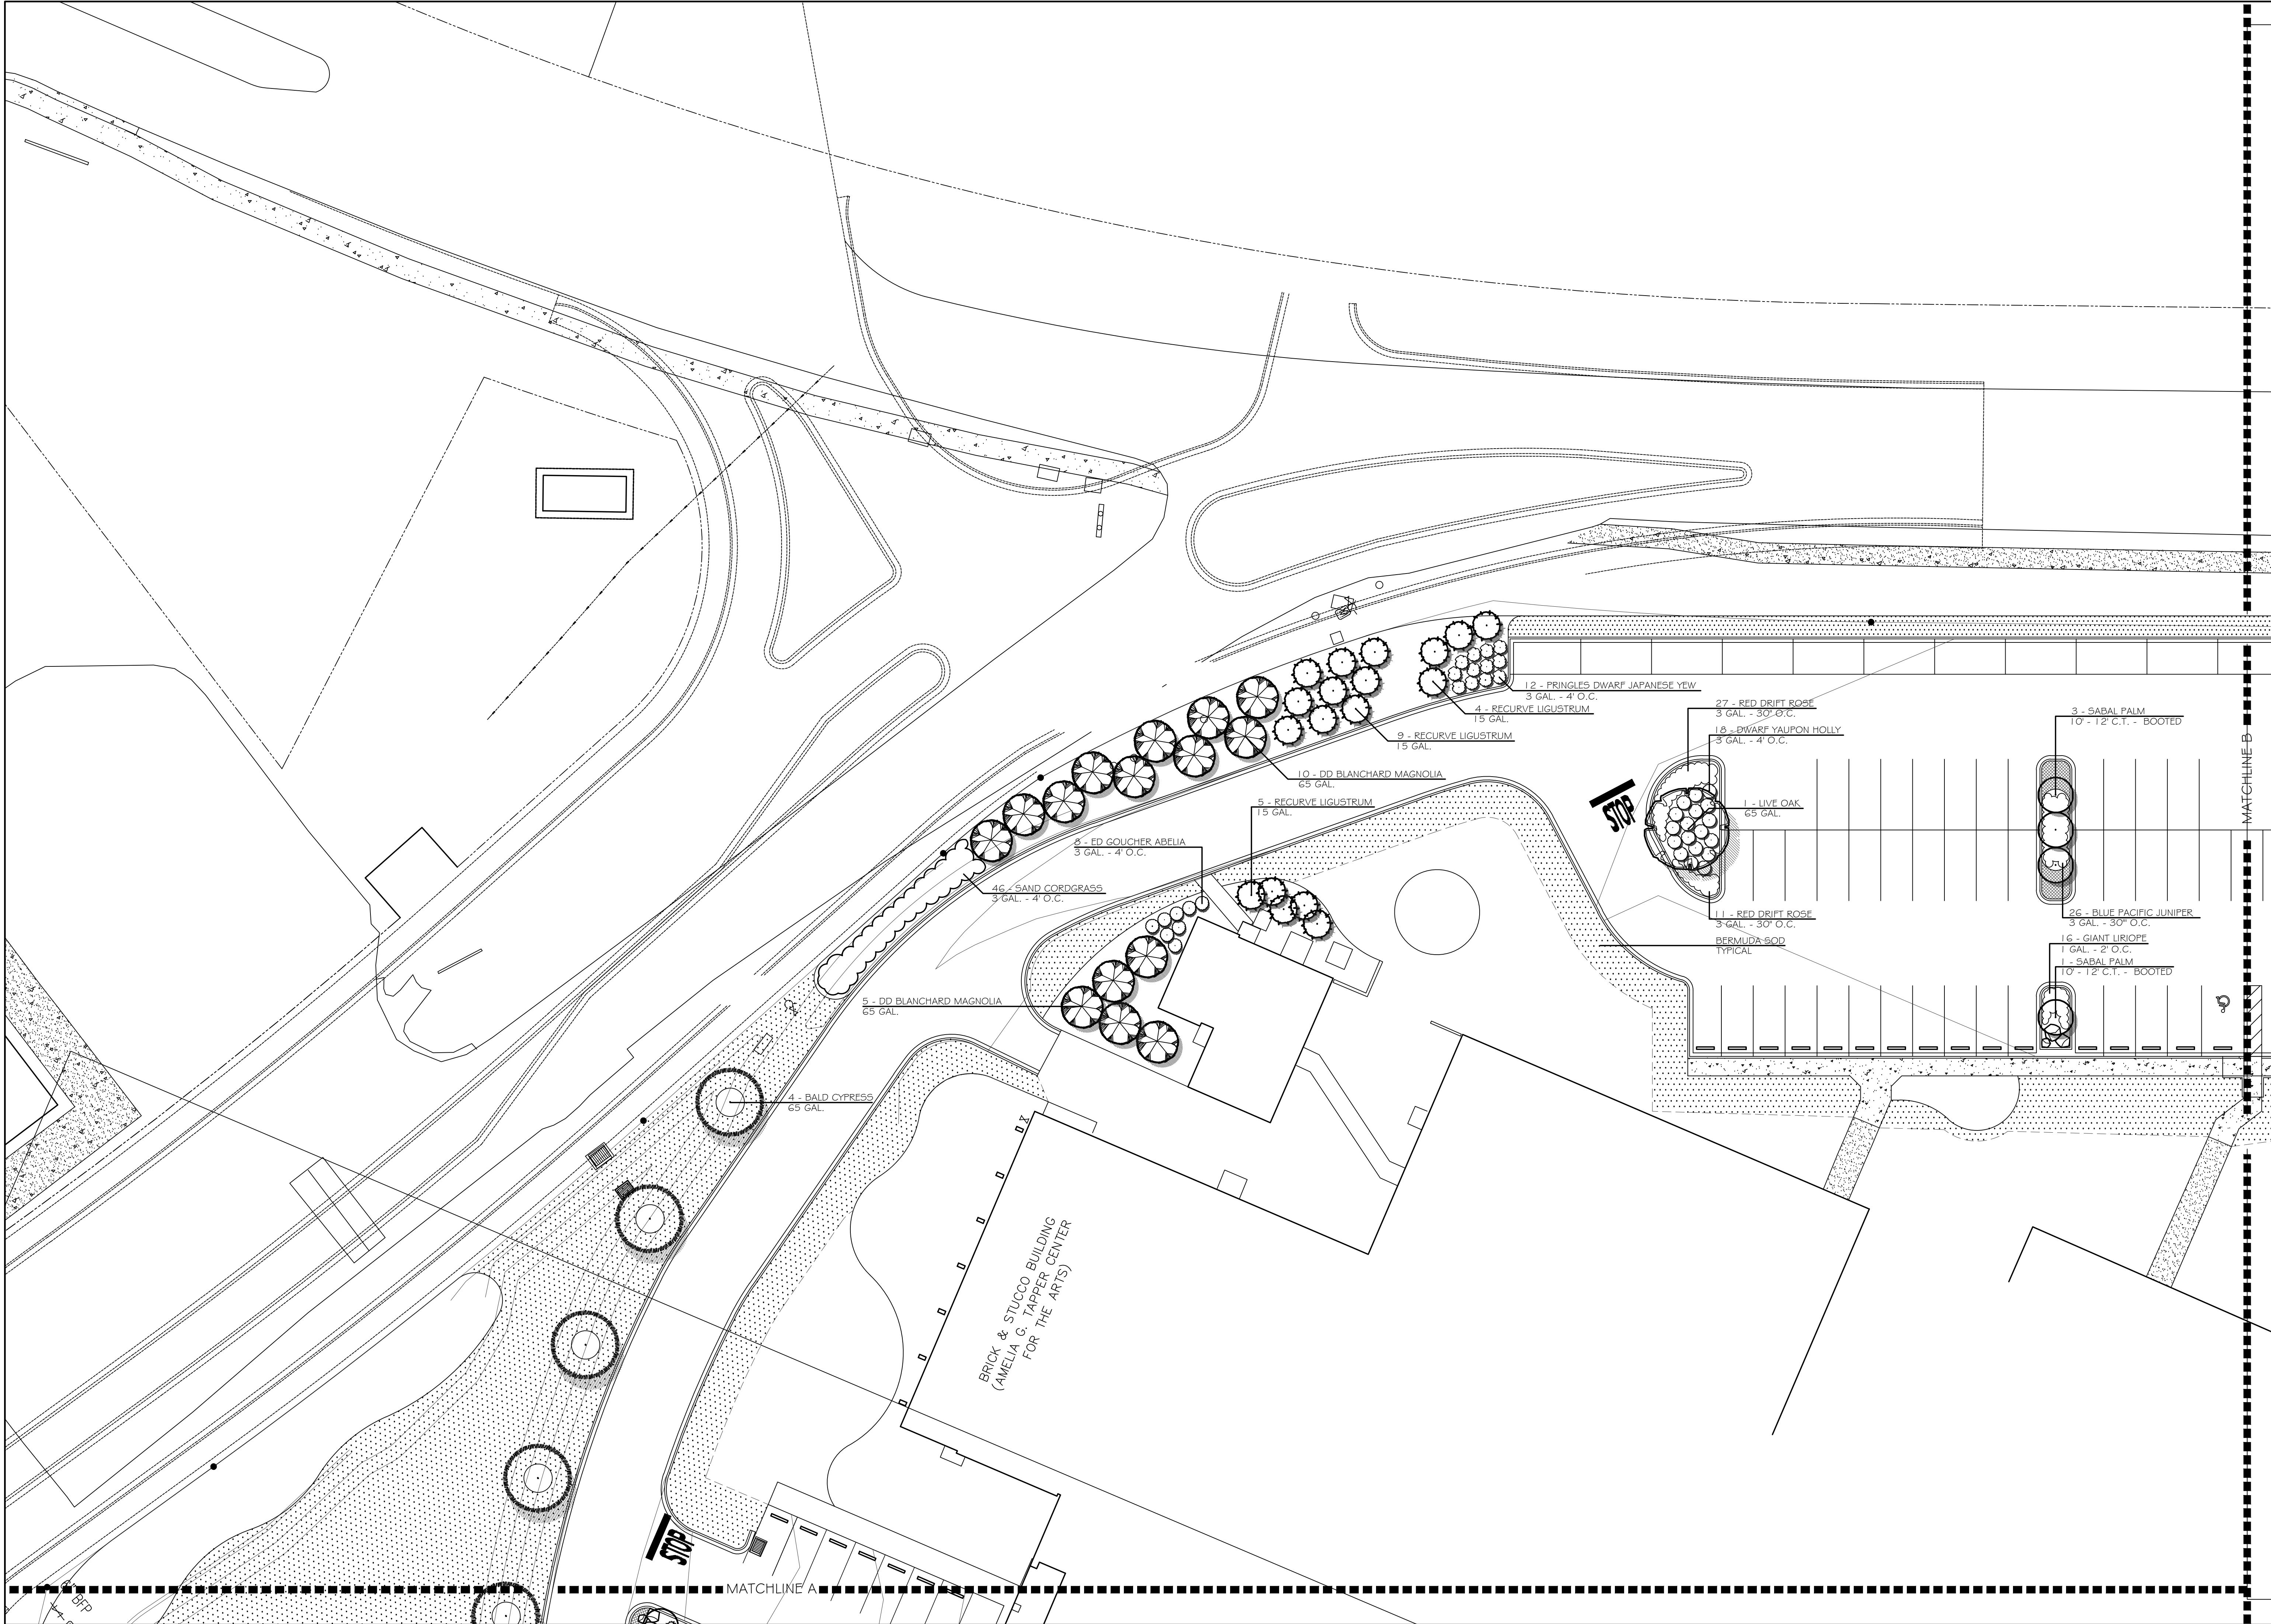 12 - PRINGLES DWARF JAPANESE YEW
3 GAL. - 4' O.C.
4 - RECURVE LIGUSTRUM
15 GAL.
9 - RECURVE LIGUSTRUM
15 GAL.
10 - DD BLANCHARD MAGNOLIA
65 GAL.
5 - RECURVE LIGUSTRUM
15 GAL.
8 - ED GOUCHER ABELIA
3 GAL. - 4' O.C.
46 - SAND CORDGRASS
3 GAL. - 4' O.C.
5 - DD BLANCHARD MAGNOLIA
65 GAL.
4 - BALD CYPRESS
65 GAL.
27 - RED DRIFT ROSE
3 GAL. - 30" O.C.
18 - DWARF YAUPON HOLLY
3 GAL. - 4' O.C.
STOP
1 - LIVE OAK
65 GAL.
11 - RED DRIFT ROSE
3 GAL. - 30" O.C.
BERMUDA SOD
TYPICAL
3 - SABAL PALM
10' - 12' C.T. - BOOTED
26 - BLUE PACIFIC JUNIPER
3 GAL. - 30" O.C.
16 - GIANT LIRIOPE
1 GAL. - 2' O.C.
1 - SABAL PALM
10' - 12' C.T. - BOOTED
MATCHLINE B
BRICK & STUCCO BUILDING
(AMELIA G. TAPPER CENTER
FOR THE ARTS)
STOP
MATCHLINE A
BFP